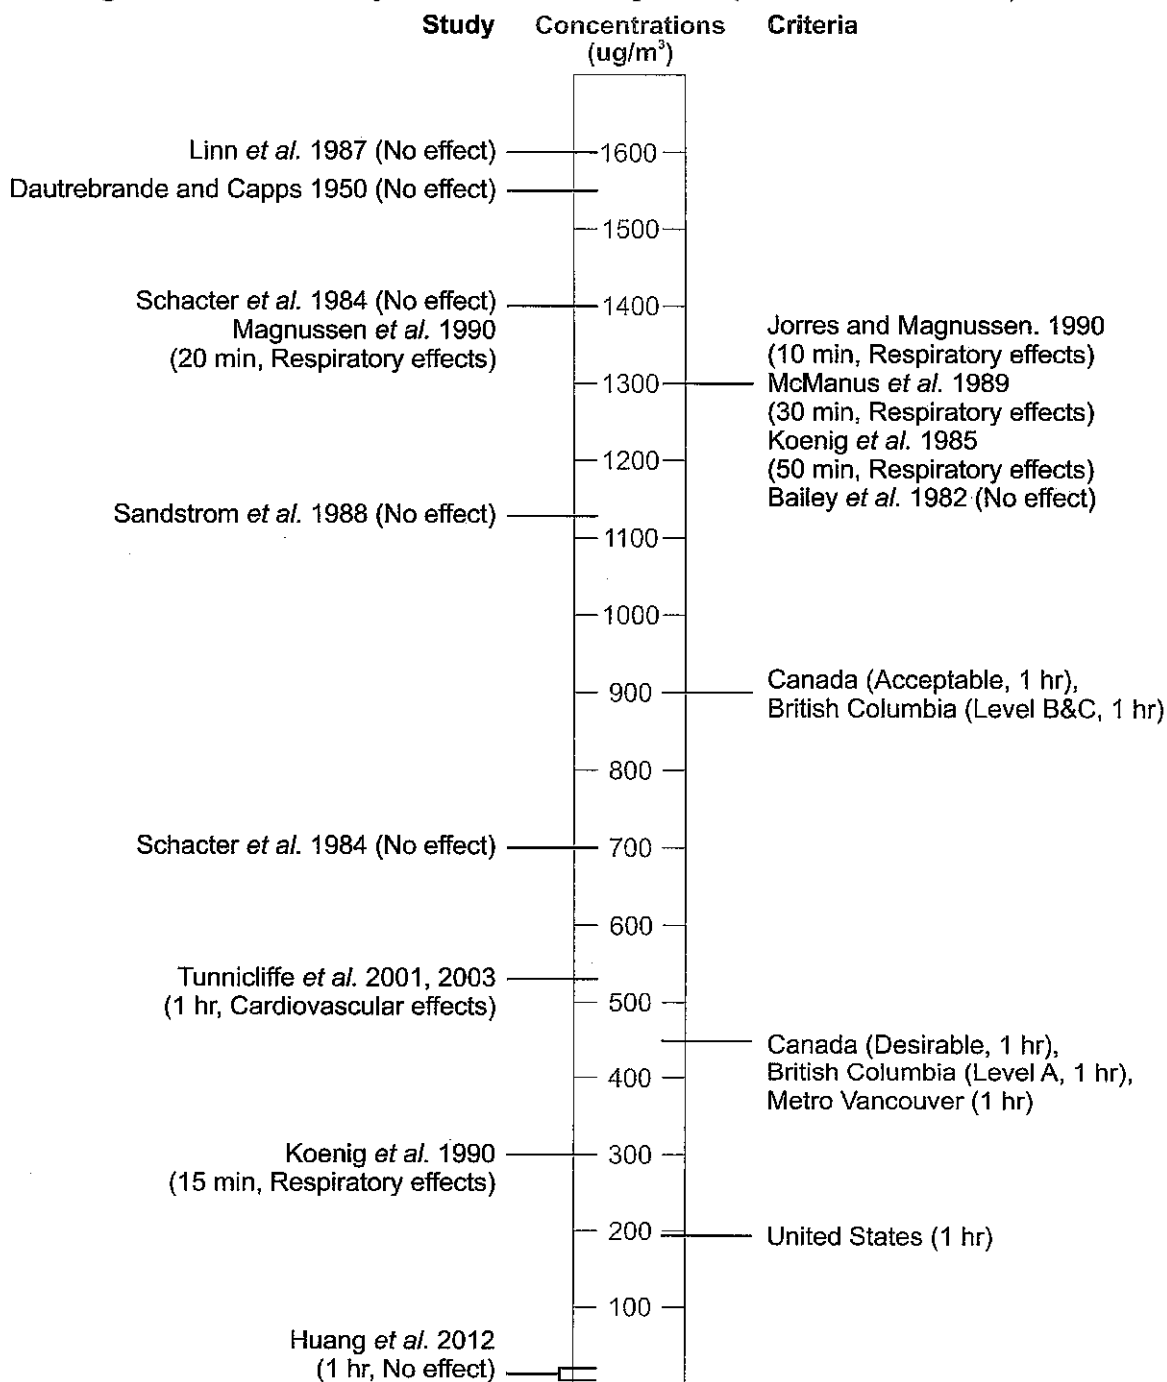 Study Concentrations Criteria
(ug/m³)
Linn et al. 1987 (No effect)
1600
Dautrebrande and Capps 1950 (No effect)
1500
Schacter et al. 1984 (No effect)
1400
Magnussen et al. 1990
(20 min, Respiratory effects)
Jorres and Magnussen. 1990
(10 min, Respiratory effects)
1300
McManus et al. 1989
(30 min, Respiratory effects)
Koenig et al. 1985
(50 min, Respiratory effects)
Bailey et al. 1982 (No effect)
1200
Sandstrom et al. 1988 (No effect)
1100
1000
900
Canada (Acceptable, 1 hr),
British Columbia (Level B&C, 1 hr)
800
Schacter et al. 1984 (No effect)
700
600
Tunnicliffe et al. 2001, 2003
(1 hr, Cardiovascular effects)
500
Canada (Desirable, 1 hr),
British Columbia (Level A, 1 hr),
Metro Vancouver (1 hr)
400
Koenig et al. 1990
(15 min, Respiratory effects)
300
200
United States (1 hr)
100
Huang et al. 2012
(1 hr, No effect)